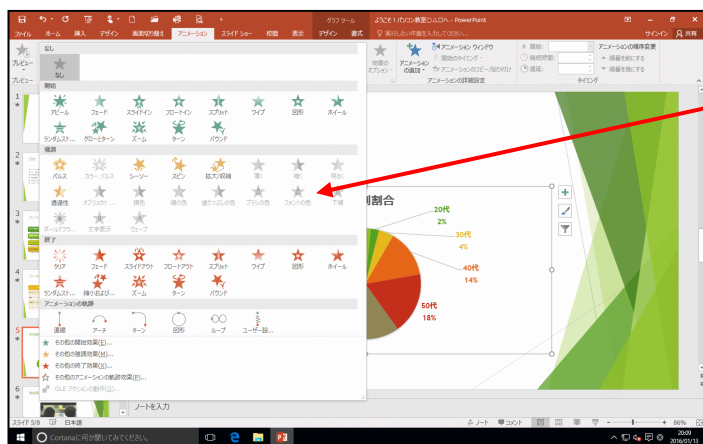 グラフ ツール
ようこそ！パソコン教室〇△□へ - PowerPoint
ファイル ホーム 挿入 デザイン 画面切り替え アニメーション スライド ショー 校閲 表示 デザイン 書式 実行したい作業を入力してください... サインイン 共有
プレビュー
プレビュー
なし
なし
開始
アピール フェード スライドイン フロートイン スプリット ワイプ 図形 ホイール
ランダムスト... グローとターン ズーム ターン バウンド
強調
パルス カラー パルス シーソー スピン 拡大/収縮 薄く 暗く 明るく
透過性 オブジェクト ... 補色 線の色 塗りつぶしの色 ブラシの色 フォントの色 下線
ボールドフラ... 太字表示 ウェーブ
終了
クリア フェード スライドアウト フロートアウト スプリット ワイプ 図形 ホイール
ランダムスト... 縮小および... ズーム ターン バウンド
アニメーションの軌跡
直線 アーチ ターン 図形 ループ ユーザー設...
その他の開始効果(E)...
その他の強調効果(M)...
その他の終了効果(X)...
その他のアニメーションの軌跡効果(P)...
OLE アクションの動作(O)...
効果の
オプション
アニメーション
の追加
アニメーション ウィンドウ
開始のタイミング
アニメーションのコピー/貼り付け
アニメーションの詳細設定
開始:
継続時間:
遅延:
アニメーションの順序変更
順番を前にする
順番を後にする
タイミング
1
2
3
4
5
6
割合
20代
2%
30代
4%
40代
14%
50代
18%
ノートを入力
スライド 5/8 日本語 ノート コメント 86%
Cortanaに何か聞いてみてください。
20:09
2016/01/13